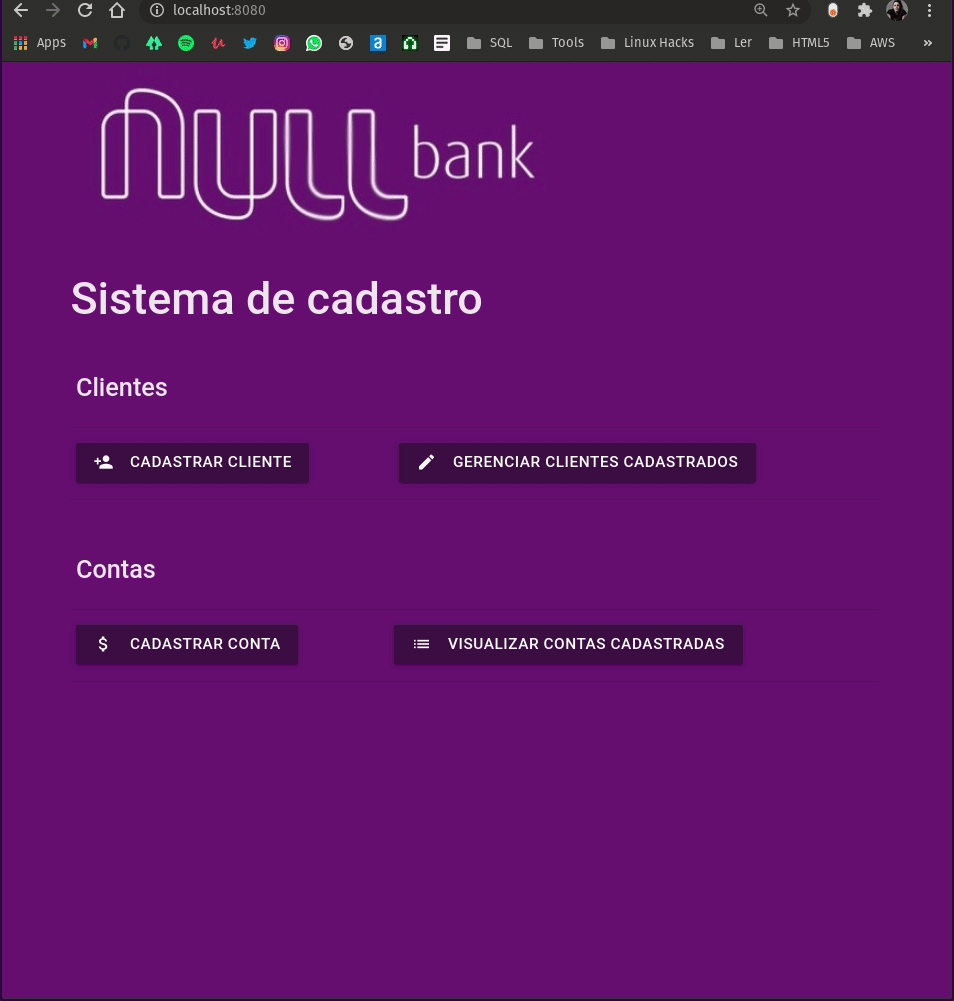 localhost:8080
Apps SQL Tools Linux Hacks Ler HTML5 AWS »
NULL bank
Sistema de cadastro
Clientes
CADASTRAR CLIENTE GERENCIAR CLIENTES CADASTRADOS
Contas
CADASTRAR CONTA VISUALIZAR CONTAS CADASTRADAS